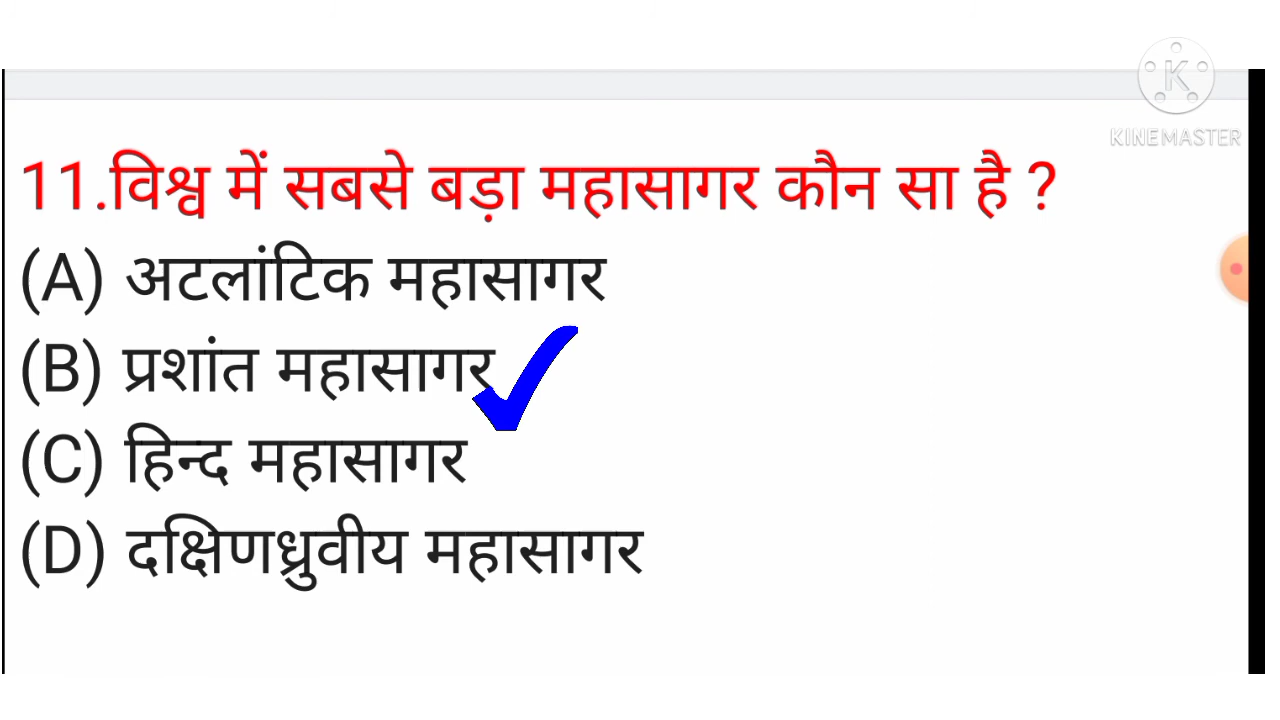 KINEMASTER
11.विश्व में सबसे बड़ा महासागर कौन सा है ?
(A) अटलांटिक महासागर
(B) प्रशांत महासागर
(C) हिन्द महासागर
(D) दक्षिणध्रुवीय महासागर